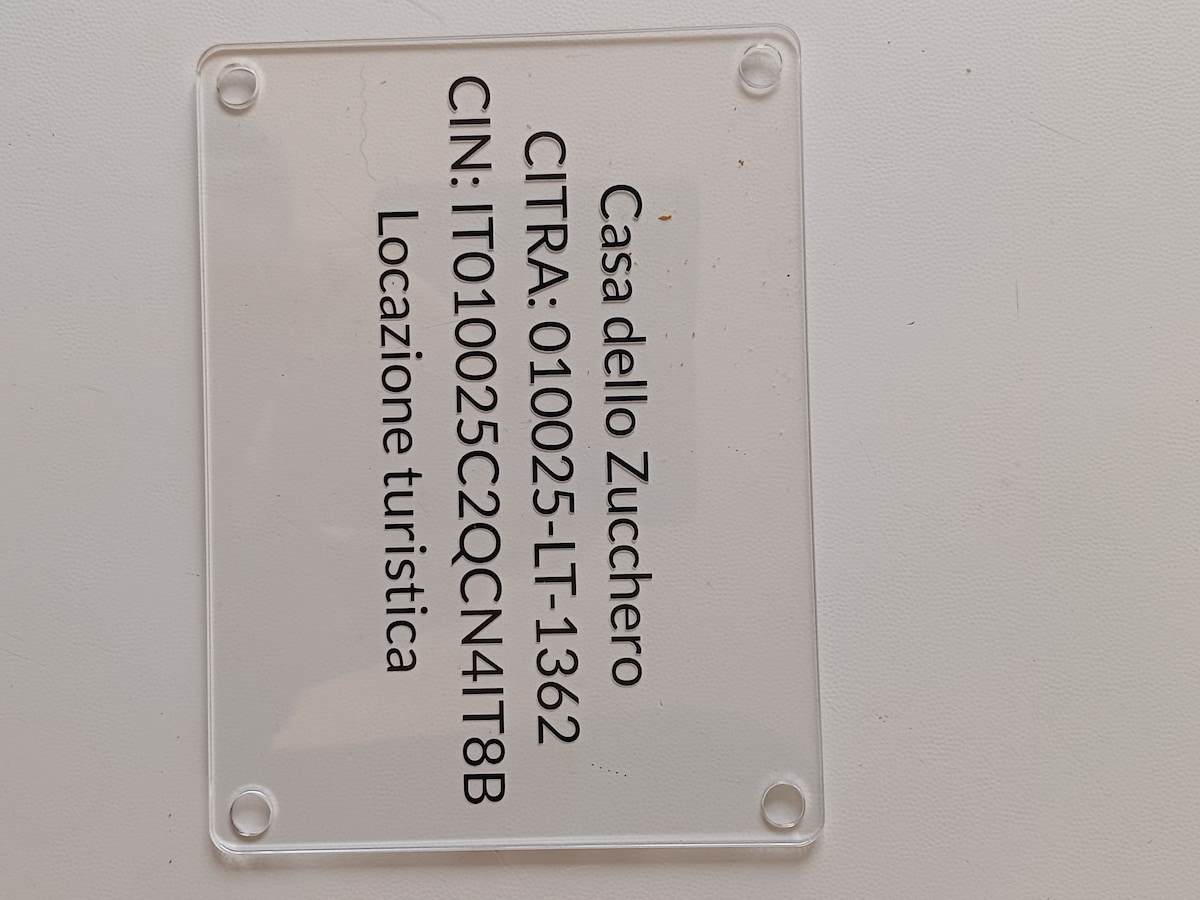 Casa dello Zucchero
CITRA: 010025-LT-1362
CIN: IT010025C2QCN4IT8B
Locazione turistica